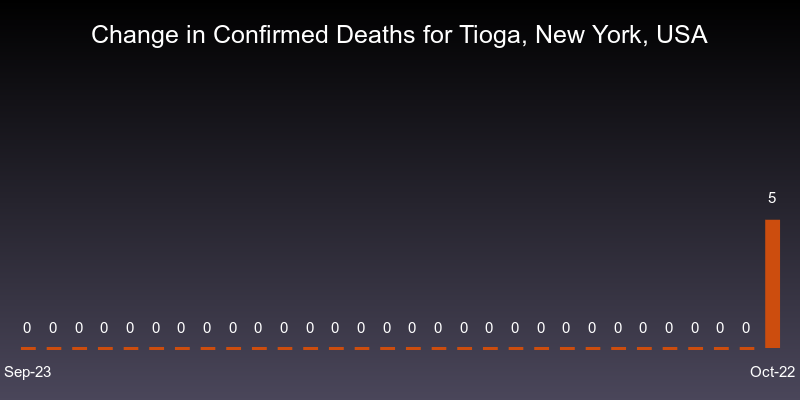 Change in Confirmed Deaths for Tioga, New York, USA
5
0 0 0 0 0 0 0 0 0 0 0 0 0 0 0 0 0 0 0 0 0 0 0 0 0 0 0 0 0
Sep-23 Oct-22